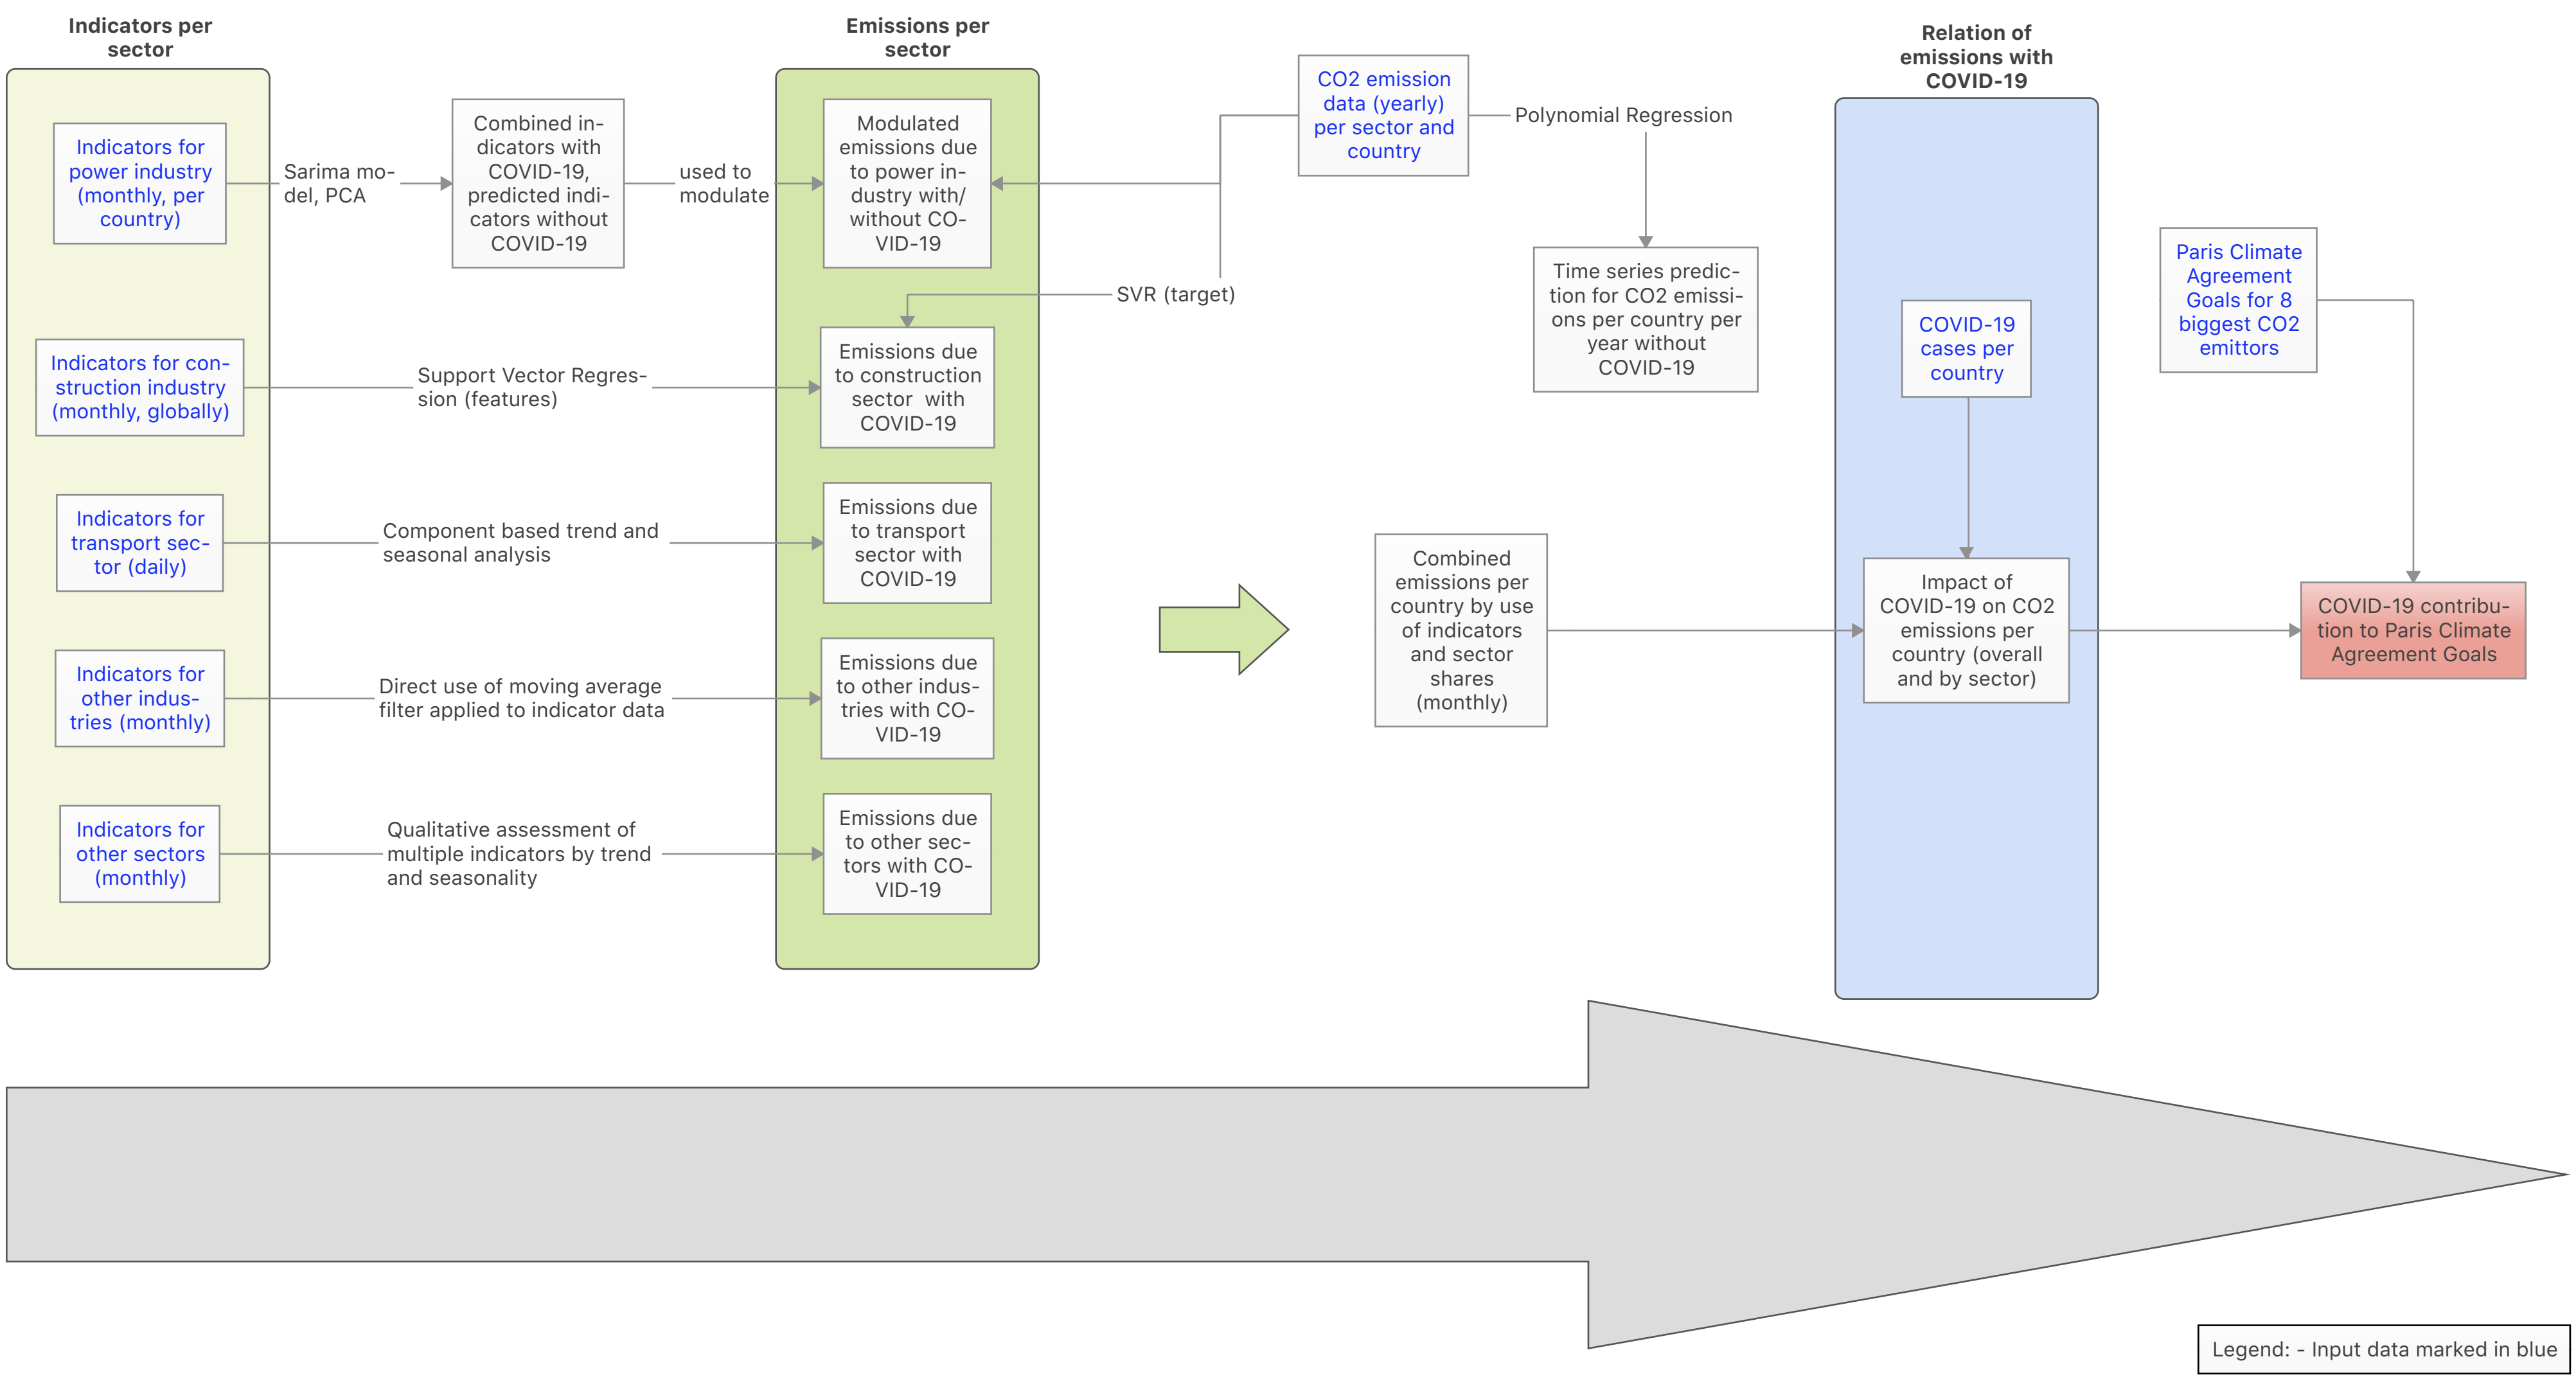 Indicators per
sector
Emissions per
sector
Relation of
emissions with
COVID-19
Indicators for
power industry
(monthly, per
country)
Sarima mo-
del, PCA
Combined in-
dicators with
COVID-19,
predicted indi-
cators without
COVID-19
used to
modulate
Modulated
emissions due
to power in-
dustry with/
without CO-
VID-19
CO2 emission
data (yearly)
per sector and
country
Polynomial Regression
Time series predic-
tion for CO2 emissi-
ons per country per
year without
COVID-19
SVR (target)
Indicators for con-
struction industry
(monthly, globally)
Support Vector Regres-
sion (features)
Emissions due
to construction
sector  with
COVID-19
Indicators for
transport sec-
tor (daily)
Component based trend and
seasonal analysis
Emissions due
to transport
sector with
COVID-19
Indicators for
other indus-
tries (monthly)
Direct use of moving average
filter applied to indicator data
Emissions due
to other indus-
tries with CO-
VID-19
Indicators for
other sectors
(monthly)
Qualitative assessment of
multiple indicators by trend
and seasonality
Emissions due
to other sec-
tors with CO-
VID-19
Combined
emissions per
country by use
of indicators
and sector
shares
(monthly)
COVID-19
cases per
country
Impact of
COVID-19 on CO2
emissions per
country (overall
and by sector)
Paris Climate
Agreement
Goals for 8
biggest CO2
emittors
COVID-19 contribu-
tion to Paris Climate
Agreement Goals
Legend: - Input data marked in blue